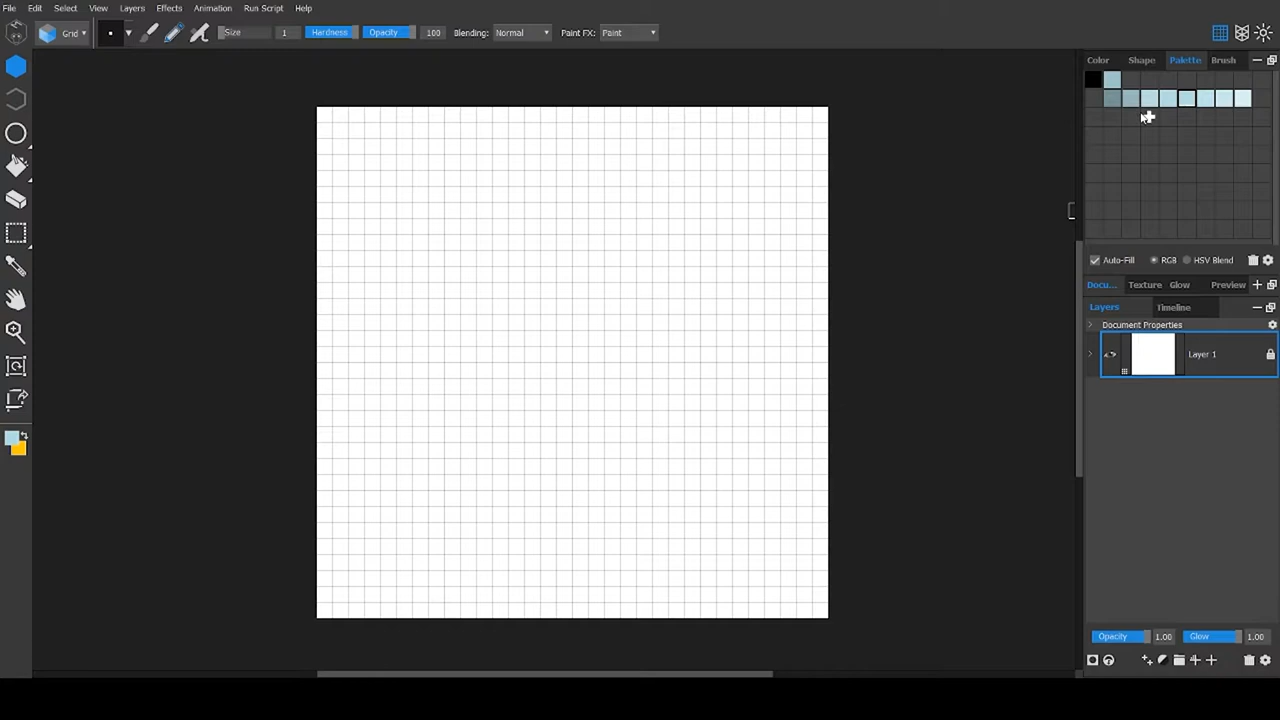 File Edit Select View Layers Effects Animation Run Script Help
Grid Size 1 Hardness Opacity 100 Blending: Normal Paint FX: Paint
Color Shape Palette Brush
Auto-Fill RGB HSV Blend
Docu... Texture Glow Preview
Layers Timeline
Document Properties
Layer 1
Opacity 1.00 Glow 1.00